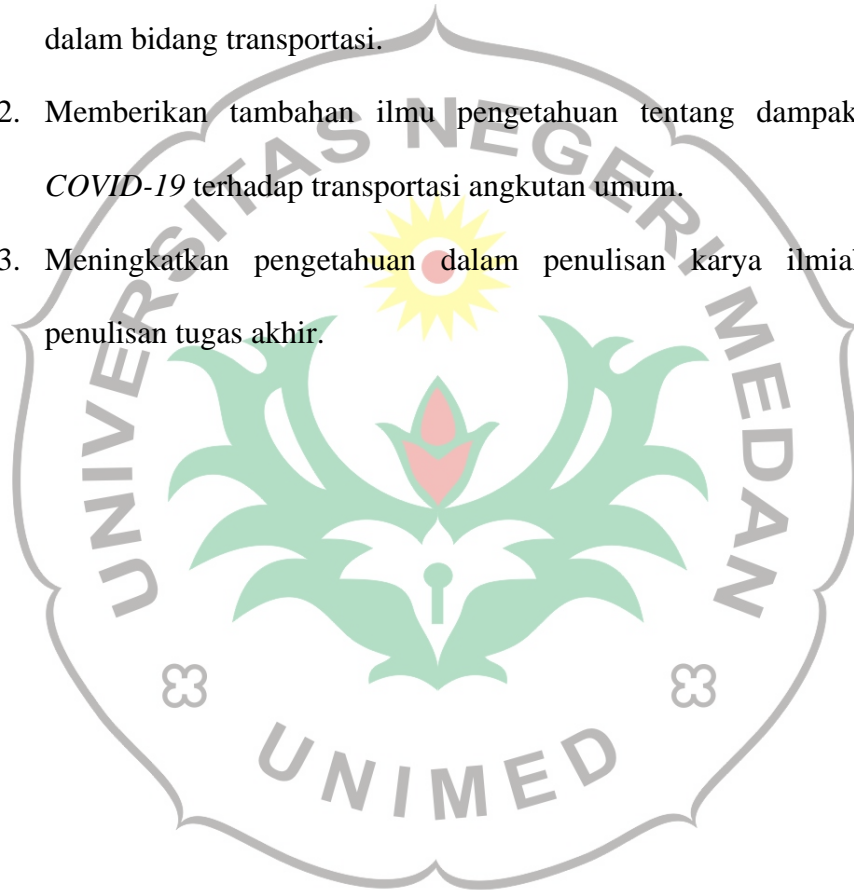 dalam bidang transportasi.
2. Memberikan tambahan ilmu pengetahuan tentang dampak
COVID-19 terhadap transportasi angkutan umum.
3. Meningkatkan pengetahuan dalam penulisan karya
penulisan tugas akhir.
UNIVERSITAS NEGERI MEDAN
UNIMED